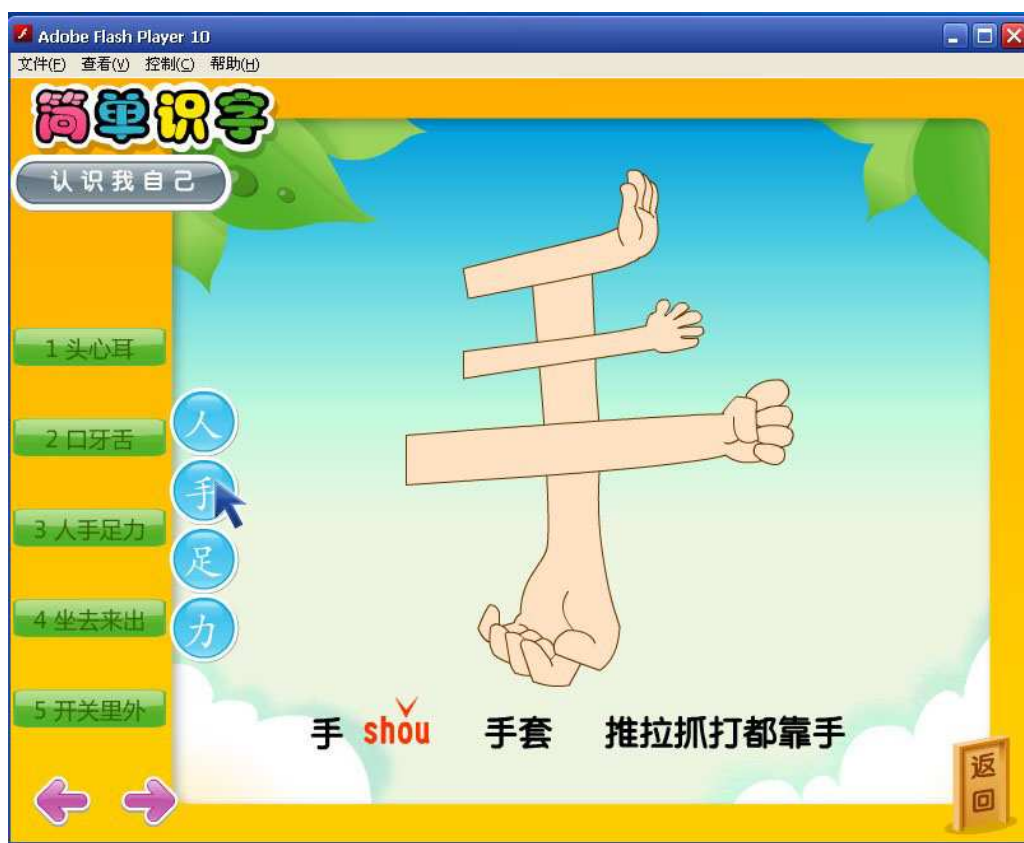 Adobe Flash Player 10
文件(F) 查看(V) 控制(C) 帮助(H)
简单识字
认识我自己
1 头心耳
2 口牙舌
3 人手足力
4 坐去来出
5 开关里外
人
手
足
力
手 shǒu 手套 推拉抓打都靠手
返
回